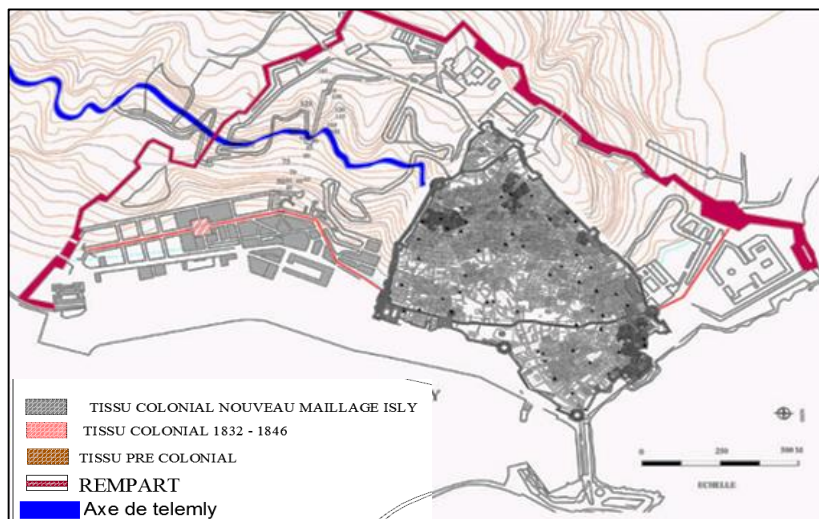 TISSU COLONIAL NOUVEAU MAILLAGE ISLY
TISSU COLONIAL 1832 - 1846
TISSU PRE COLONIAL
REMPART
Axe de telemly
0 250 500 M
ECHELLE